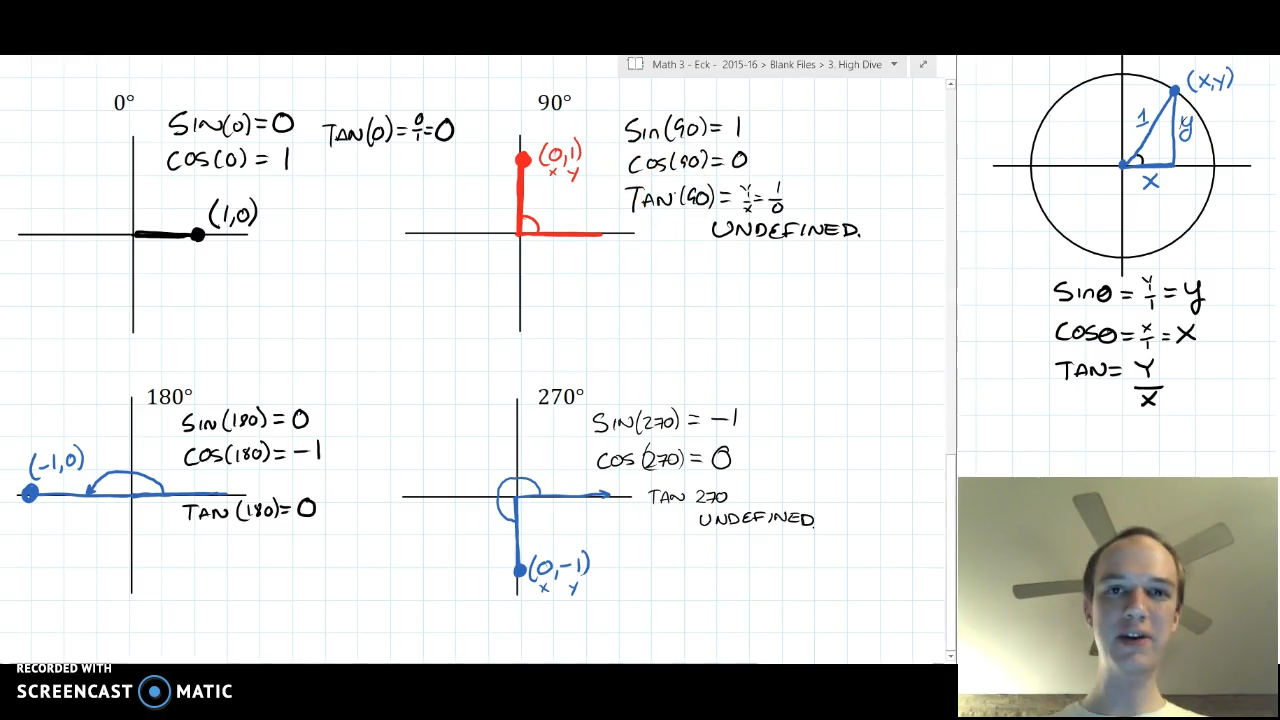 Math 3 - Eck - 2015-16 > Blank Files > 3. High Dive
0°
Sin(0) = 0
cos(0) = 1
TAN(0) = 0/1 = 0
(1,0)
90°
(0,1)
x y
Sin(90) = 1
cos(90) = 0
TAN(90) = Y/X = 1/0
UNDEFINED.
180°
Sin(180) = 0
cos(180) = -1
(-1,0)
TAN(180) = 0
270°
Sin(270) = -1
cos(270) = 0
TAN 270
UNDEFINED.
(0,-1)
x y
(x,y)
1
y
x
Sinθ = Y/1 = y
cosθ = x/1 = X
TAN = Y/X
RECORDED WITH
SCREENCAST MATIC